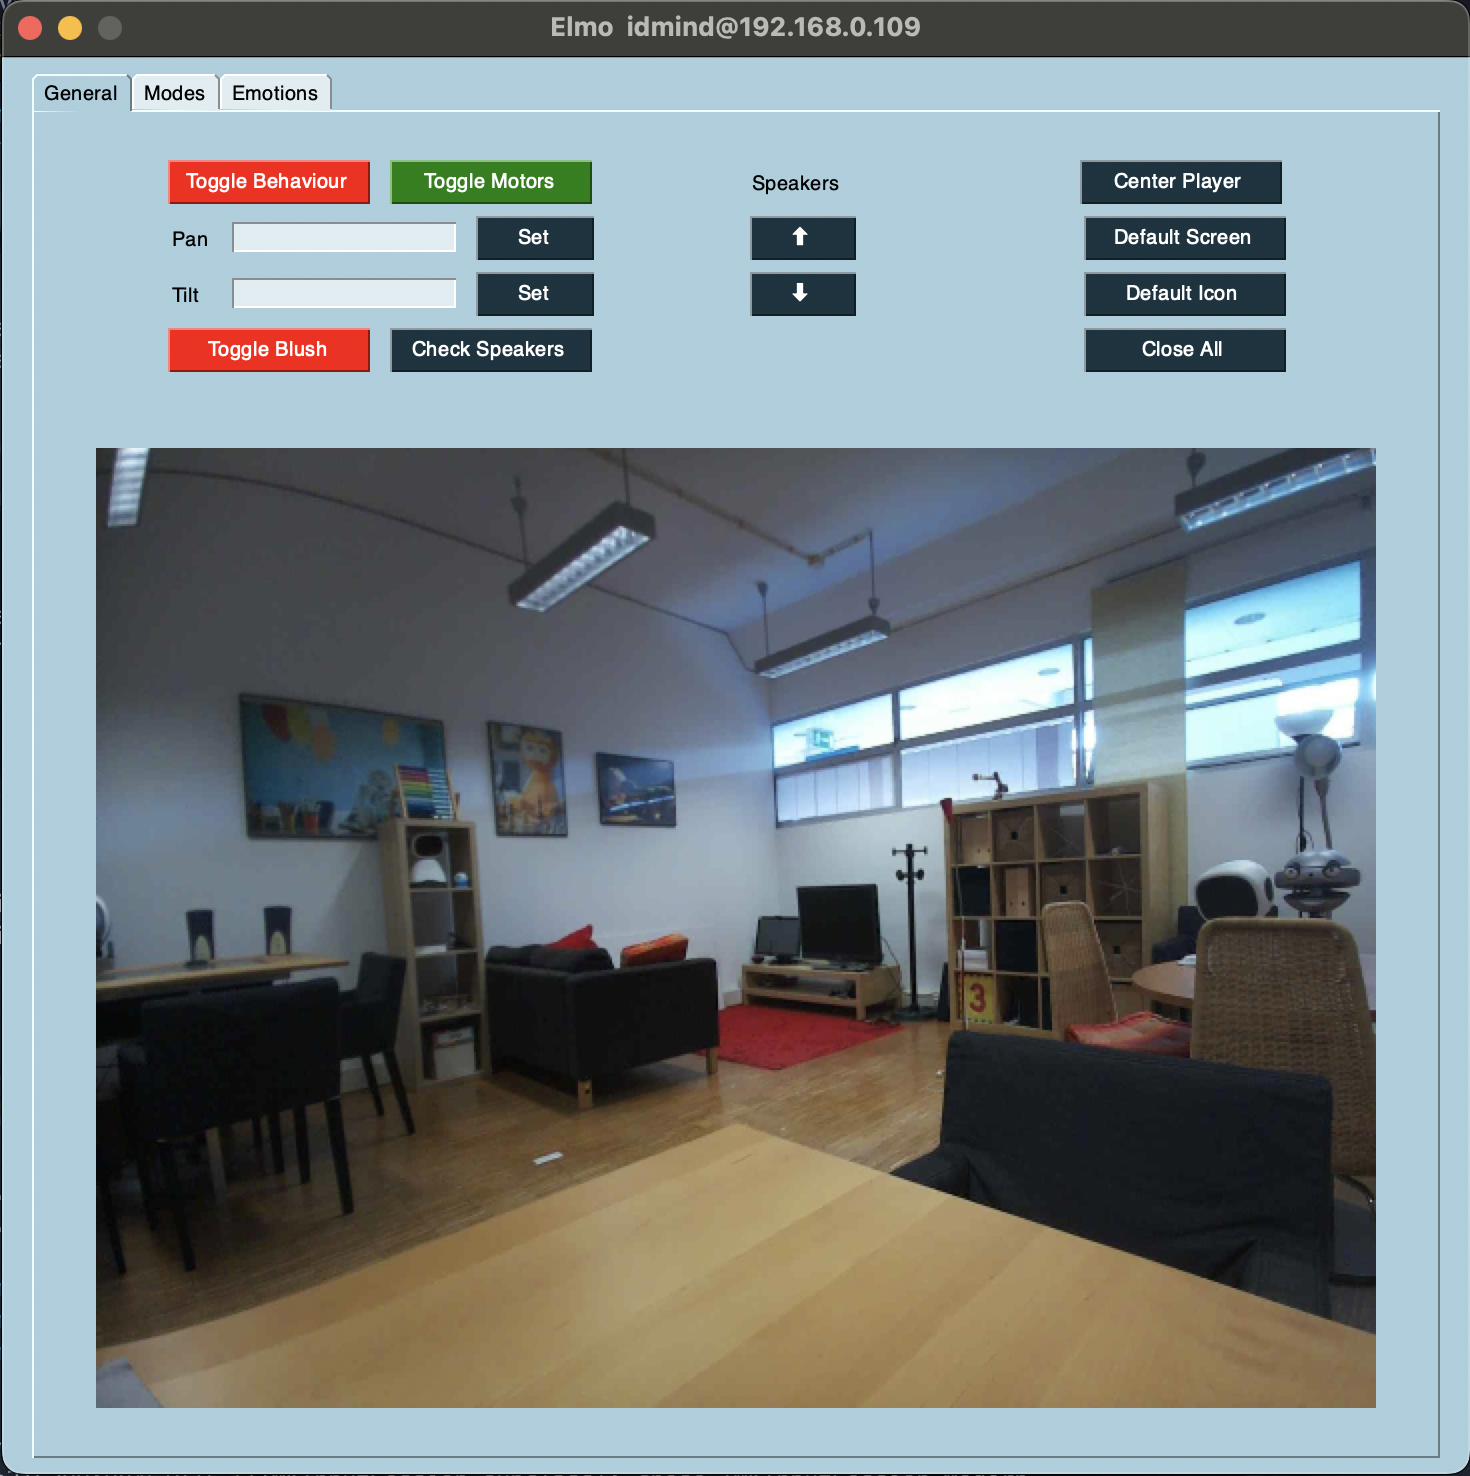 Elmo idmind@192.168.0.109
General Modes Emotions
Toggle Behaviour Toggle Motors Speakers Center Player
Pan Set ⬆ Default Screen
Tilt Set ⬇ Default Icon
Toggle Blush Check Speakers Close All
3